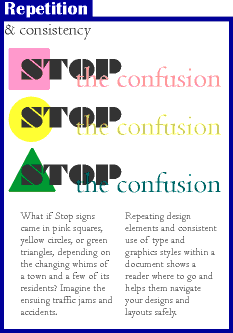 Repetition
& consistency
STOP the confusion
STOP the confusion
STOP the confusion
What if Stop signs
came in pink squares,
yellow circles, or green
triangles, depending on
the changing whims of
a town and a few of its
residents? Imagine the
ensuing traffic jams and
accidents.
Repeating design
elements and consistent
use of type and
graphics styles within a
document shows a
reader where to go and
helps them navigate
your designs and
layouts safely.